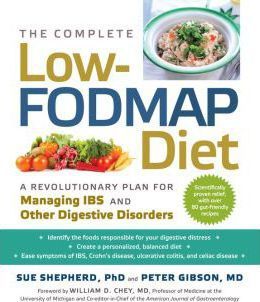 THE COMPLETE
Low-
FODMAP
Diet
A REVOLUTIONARY PLAN FOR
Managing IBS AND
Other Digestive Disorders
Scientifically
proven relief,
with over
80 gut-friendly
recipes
• Identify the foods responsible for your digestive distress •
• Create a personalized, balanced diet •
• Ease symptoms of IBS, Crohn's disease, ulcerative colitis, and celiac disease •
SUE SHEPHERD, PHD AND PETER GIBSON, MD
FOREWORD BY WILLIAM D. CHEY, MD, Professor of Medicine at the
University of Michigan and Co-editor-in-Chief of the American Journal of Gastroenterology